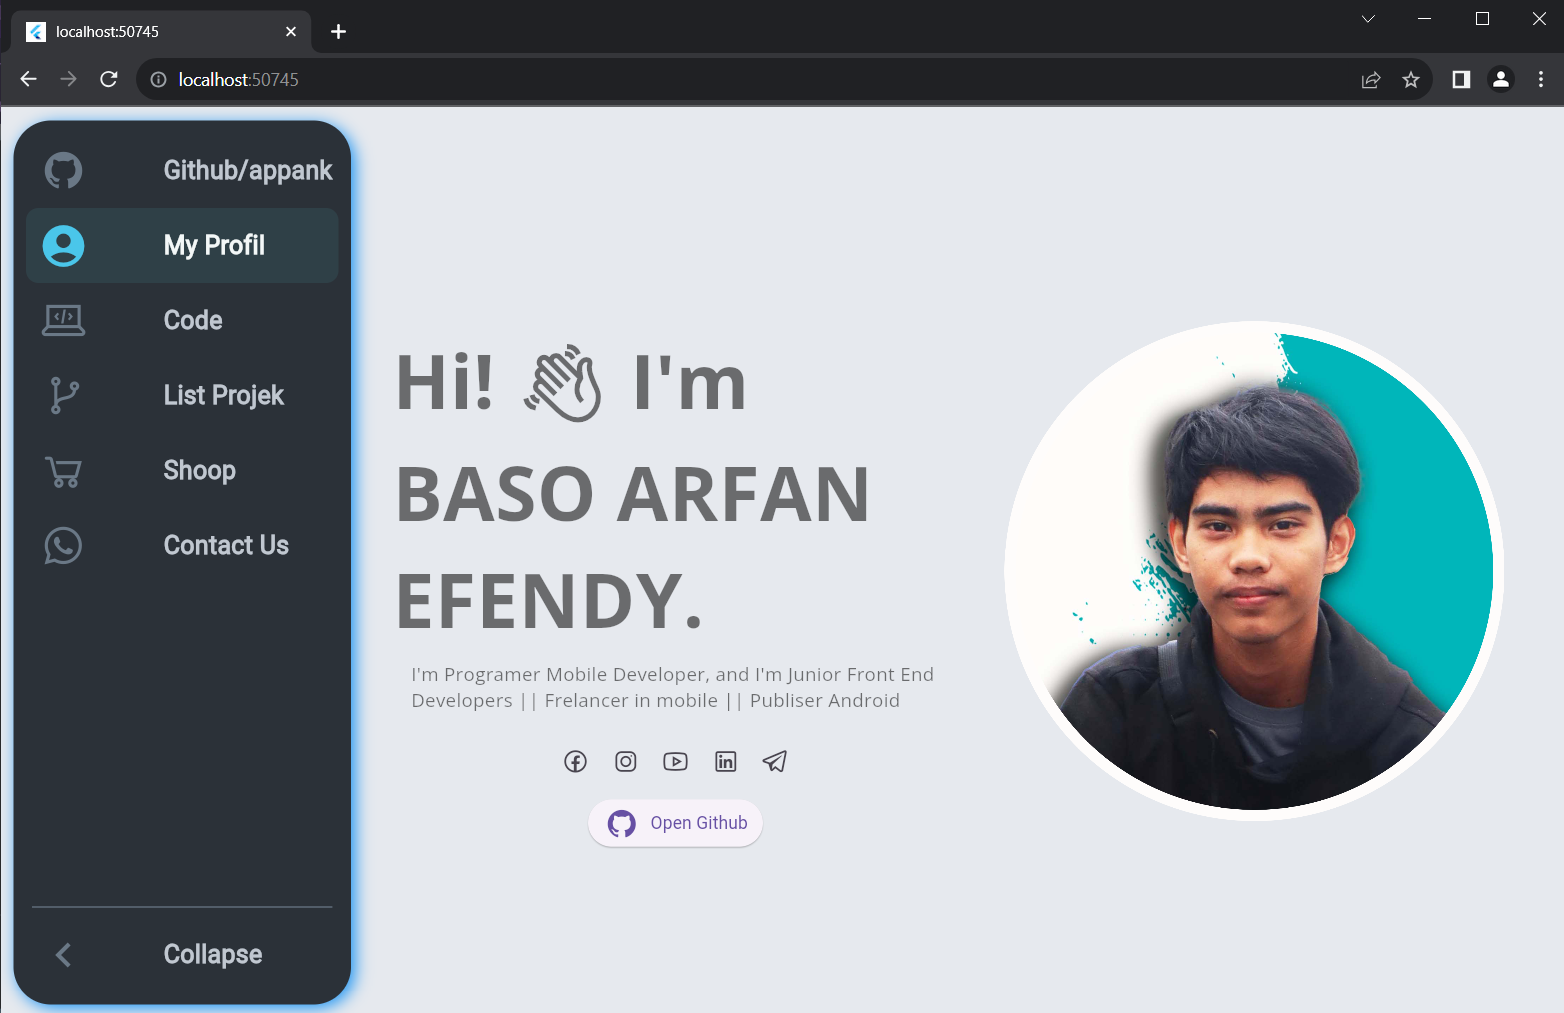 localhost:50745
localhost:50745
Github/appank
My Profil
Code
List Projek
Shoop
Contact Us
Collapse
Hi! 👋 I'm
BASO ARFAN
EFENDY.
I'm Programer Mobile Developer, and I'm Junior Front End
Developers || Frelancer in mobile || Publiser Android
Open Github